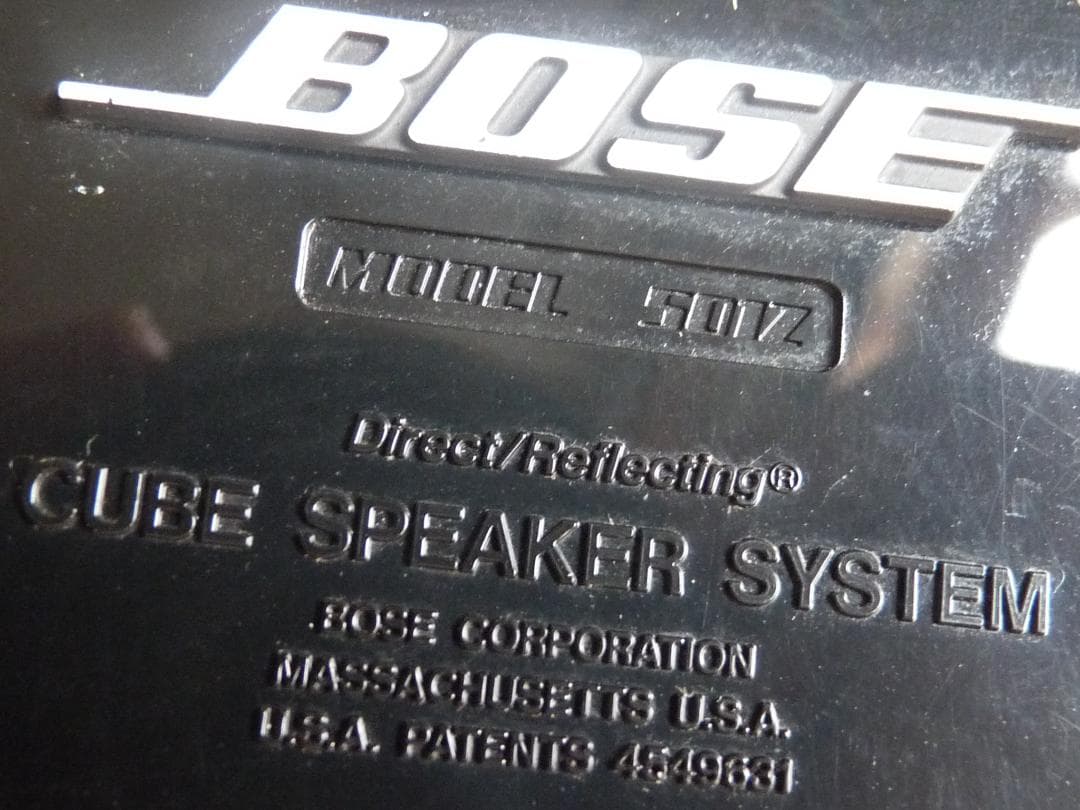 BOSE
MODEL 501Z
Direct/Reflecting®
CUBE SPEAKER SYSTEM
BOSE CORPORATION
MASSACHUSETTS U.S.A.
U.S.A. PATENTS 4549631